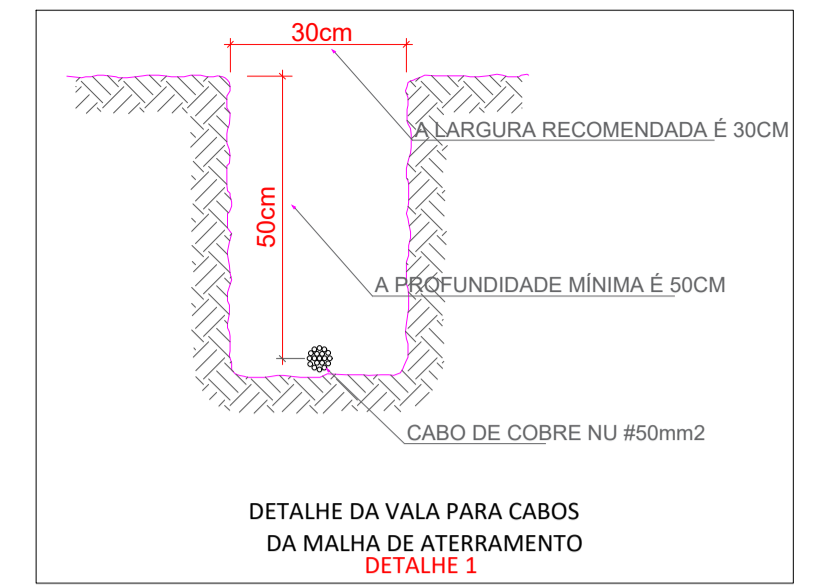 30cm
A LARGURA RECOMENDADA É 30CM
50cm
A PROFUNDIDADE MÍNIMA É 50CM
CABO DE COBRE NU #50mm2
DETALHE DA VALA PARA CABOS
DA MALHA DE ATERRAMENTO
DETALHE 1